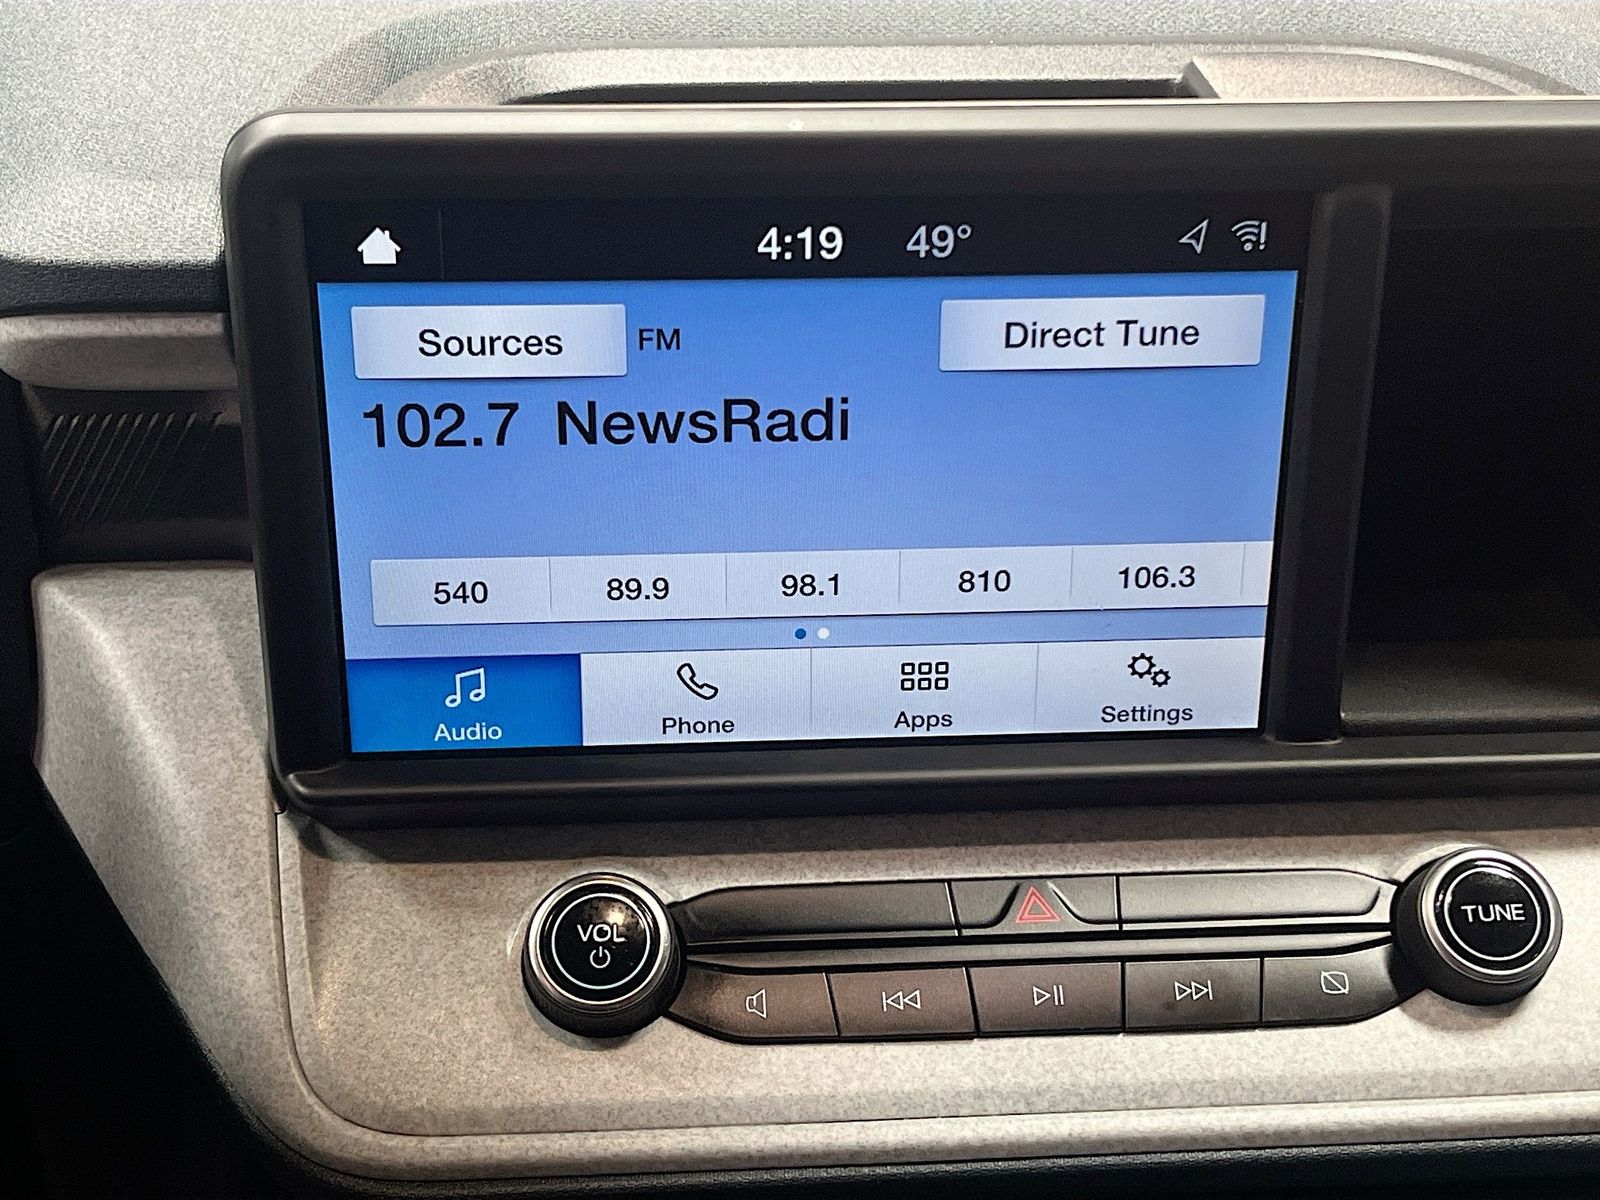 4:19 49°
Sources FM Direct Tune
102.7 NewsRadi
540 89.9 98.1 810 106.3
Audio Phone Apps Settings
VOL TUNE